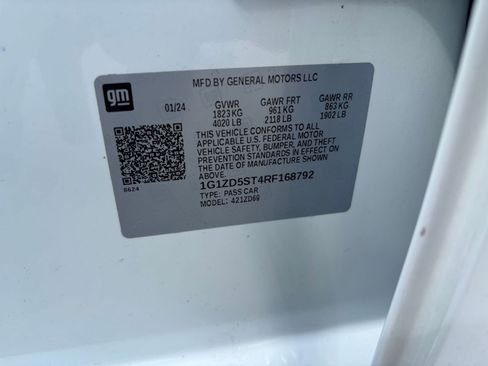 gm
MFD BY GENERAL MOTORS LLC
01/24 GVWR GAWR FRT GAWR RR
1823 KG 961 KG 863 KG
4020 LB 2118 LB 1902 LB
THIS VEHICLE CONFORMS TO ALL
APPLICABLE U.S. FEDERAL MOTOR
VEHICLE SAFETY, BUMPER, AND THEFT
PREVENTION STANDARDS IN EFFECT ON
THE DATE OF MANUFACTURE SHOWN
ABOVE.
8624
1G1ZD5ST4RF168792
TYPE: PASS CAR
MODEL: 421ZD69